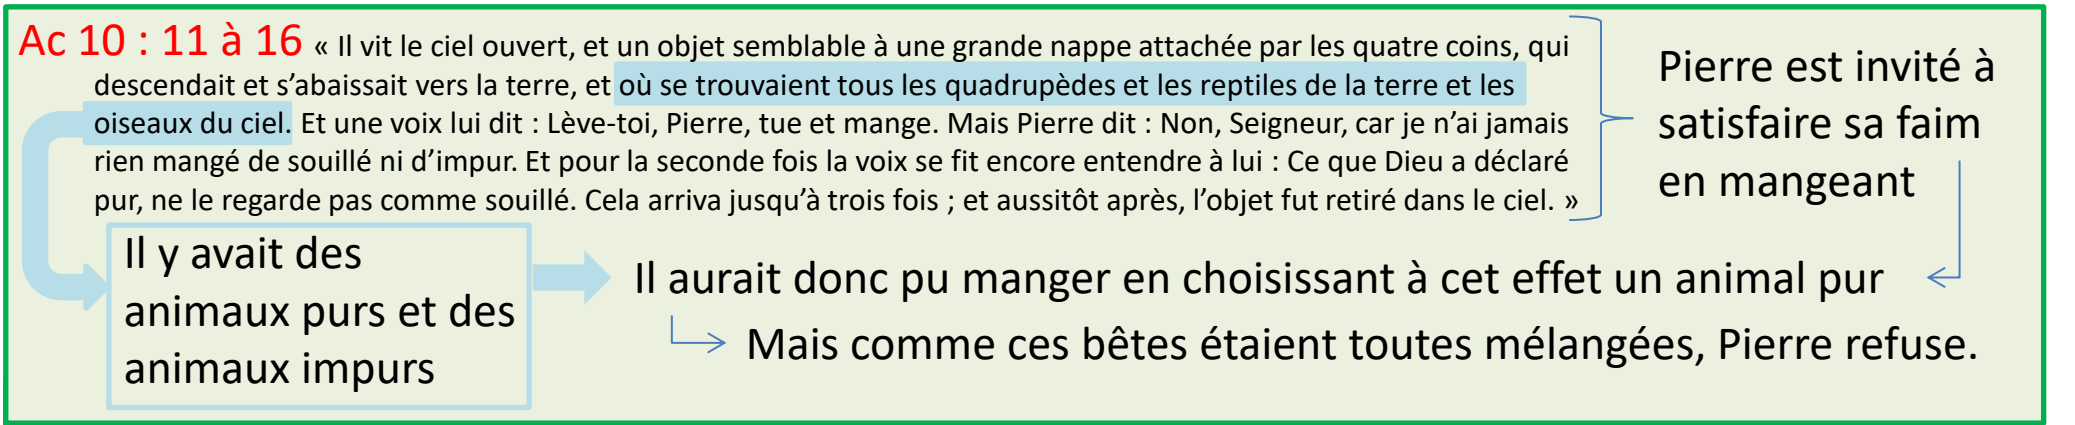 Ac 10 : 11 à 16 « Il vit le ciel ouvert, et un objet semblable à une grande nappe attachée par les quatre coins, qui
descendait et s’abaissait vers la terre, et où se trouvaient tous les quadrupèdes et les reptiles de la terre et les
oiseaux du ciel. Et une voix lui dit : Lève-toi, Pierre, tue et mange. Mais Pierre dit : Non, Seigneur, car je n’ai jamais
rien mangé de souillé ni d’impur. Et pour la seconde fois la voix se fit encore entendre à lui : Ce que Dieu a déclaré
pur, ne le regarde pas comme souillé. Cela arriva jusqu’à trois fois ; et aussitôt après, l’objet fut retiré dans le ciel. »
Pierre est invité à
satisfaire sa faim
en mangeant
Il y avait des
animaux purs et des
animaux impurs
Il aurait donc pu manger en choisissant à cet effet un animal pur
Mais comme ces bêtes étaient toutes mélangées, Pierre refuse.